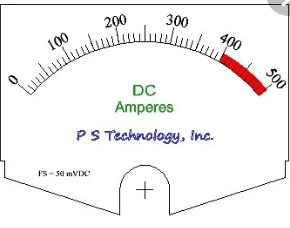 0 100 200 300 400 500
DC
Amperes
P S Technology, Inc.
FS = 50 mVDC